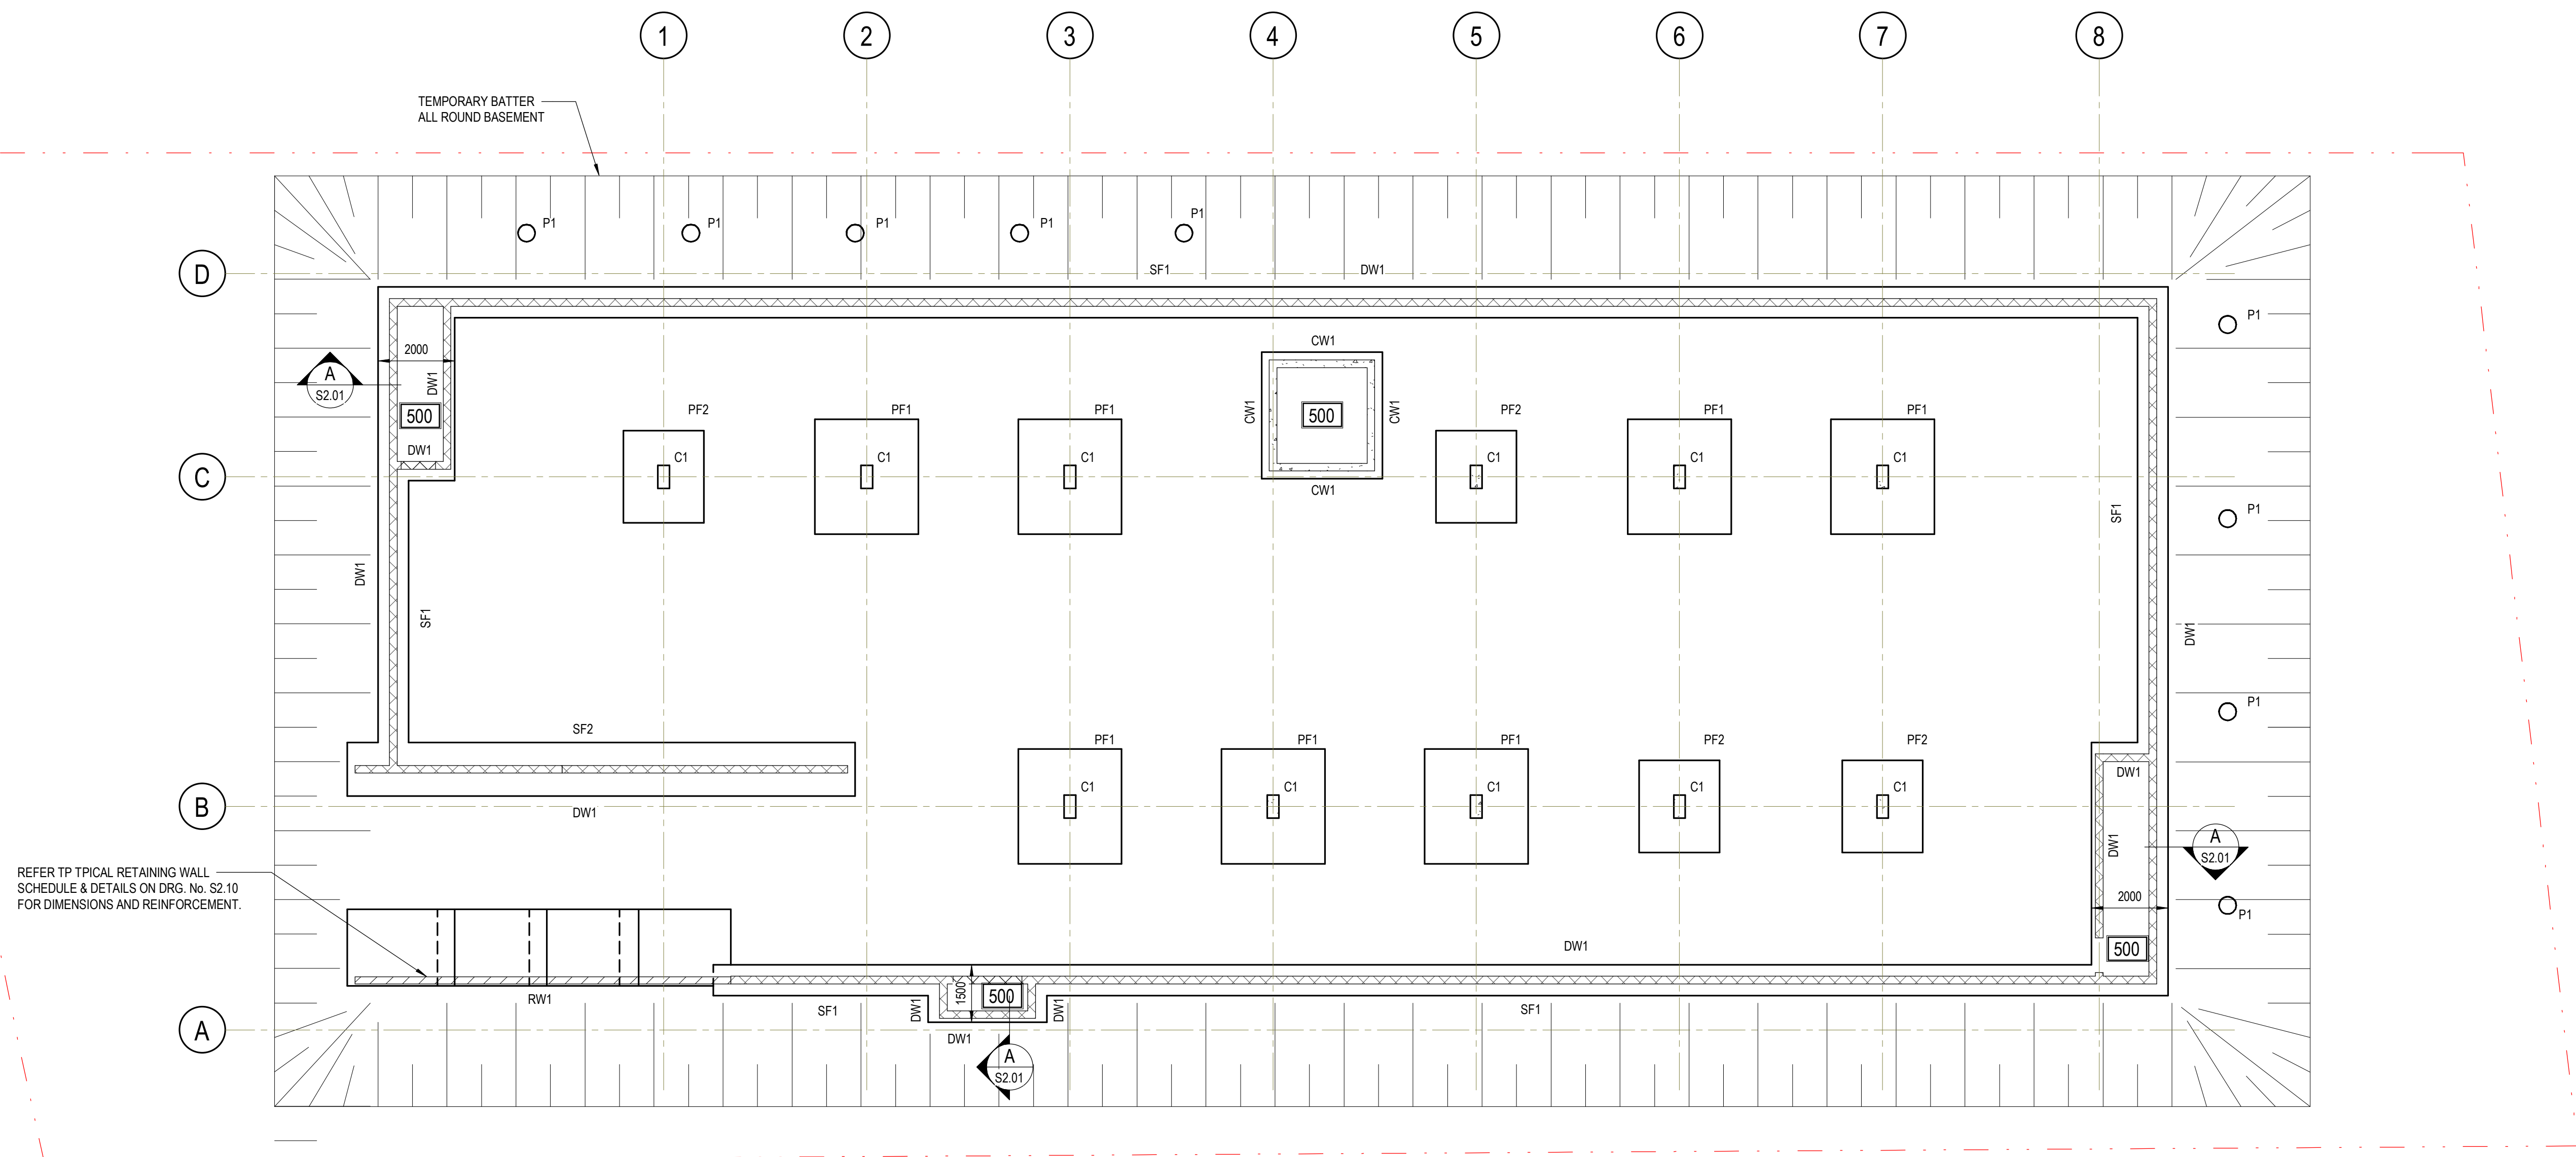 1
2
3
4
5
6
7
8
TEMPORARY BATTER
ALL ROUND BASEMENT
P1
P1
P1
P1
P1
D
SF1
DW1
P1
2000
CW1
A
S2.01
DW1
500
CW1
500
CW1
PF2
PF1
PF1
PF2
PF1
PF1
DW1
C
C1
C1
C1
C1
C1
C1
CW1
SF1
P1
DW1
SF1
DW1
P1
SF2
PF1
PF1
PF1
PF2
PF2
DW1
B
C1
C1
C1
C1
C1
DW1
DW1
A
S2.01
REFER TP TPICAL RETAINING WALL
SCHEDULE & DETAILS ON DRG. No. S2.10
FOR DIMENSIONS AND REINFORCEMENT.
2000
P1
DW1
500
RW1
1500
500
SF1
DW1
DW1
SF1
A
DW1
A
S2.01